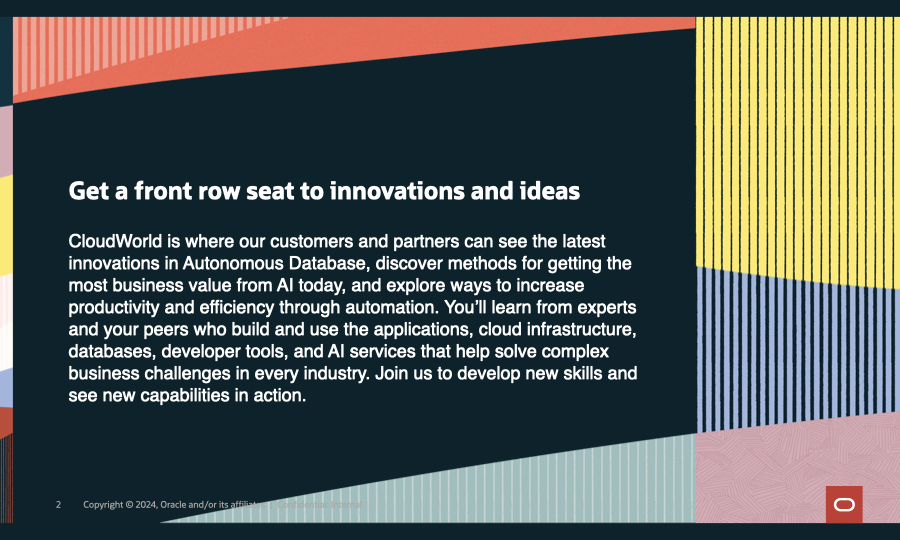 Get a front row seat to innovations and ideas
CloudWorld is where our customers and partners can see the latest
innovations in Autonomous Database, discover methods for getting the
most business value from AI today, and explore ways to increase
productivity and efficiency through automation. You’ll learn from experts
and your peers who build and use the applications, cloud infrastructure,
databases, developer tools, and AI services that help solve complex
business challenges in every industry. Join us to develop new skills and
see new capabilities in action.
2 Copyright © 2024, Oracle and/or its